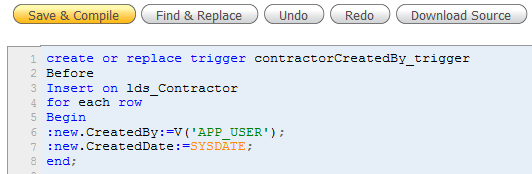 Save & Compile Find & Replace Undo Redo Download Source
1 create or replace trigger contractorCreatedBy_trigger
2 Before
3 Insert on lds_Contractor
4 for each row
5 Begin
6 :new.CreatedBy:=V('APP_USER');
7 :new.CreatedDate:=SYSDATE;
8 end;